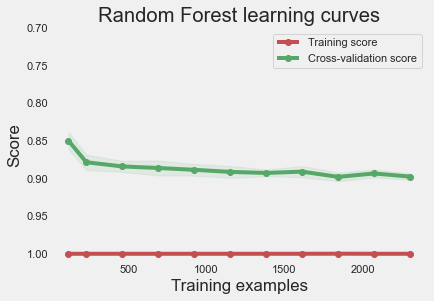 Random Forest learning curves
0.70
0.75
0.80
0.85
0.90
0.95
1.00
Score
Training score
Cross-validation score
500 1000 1500 2000
Training examples